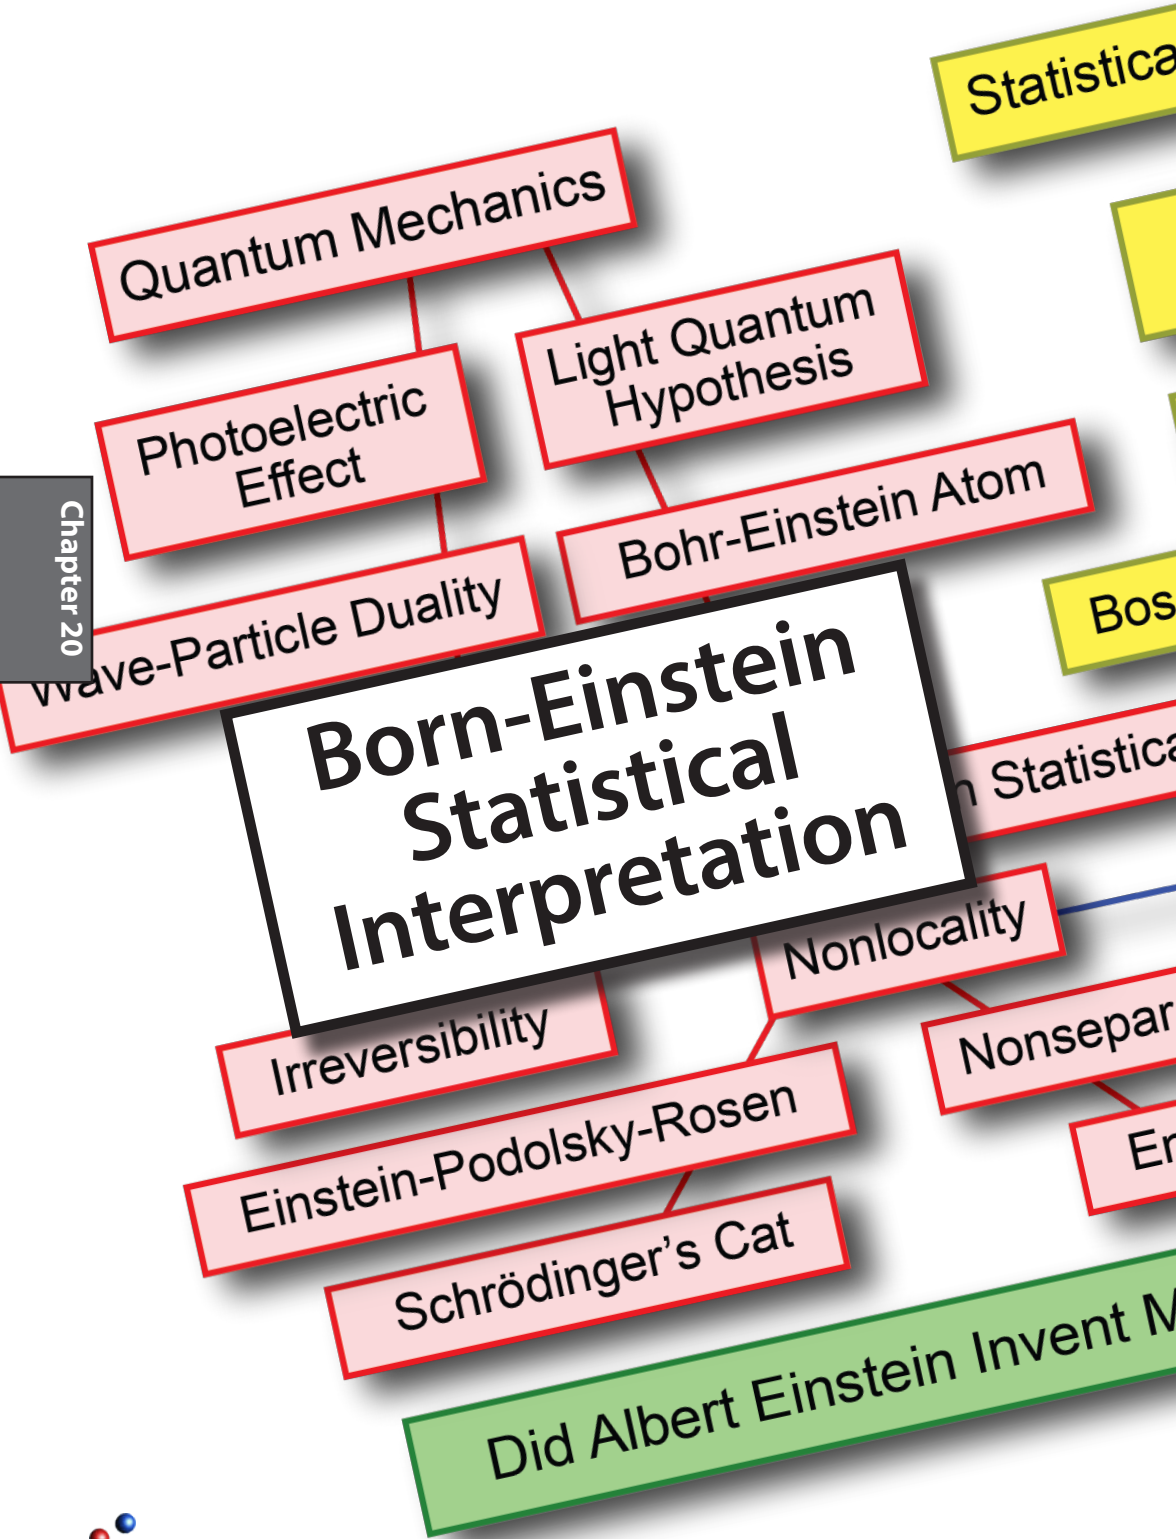 Statistica
Quantum Mechanics
Light Quantum
Hypothesis
Photoelectric
Effect
Bohr-Einstein Atom
Chapter 20
Wave-Particle Duality
Bos
Born-Einstein
Statistical
Interpretation
n Statistica
Nonlocality
Irreversibility
Nonsepar
Einstein-Podolsky-Rosen
En
Schrödinger’s Cat
Did Albert Einstein Invent M